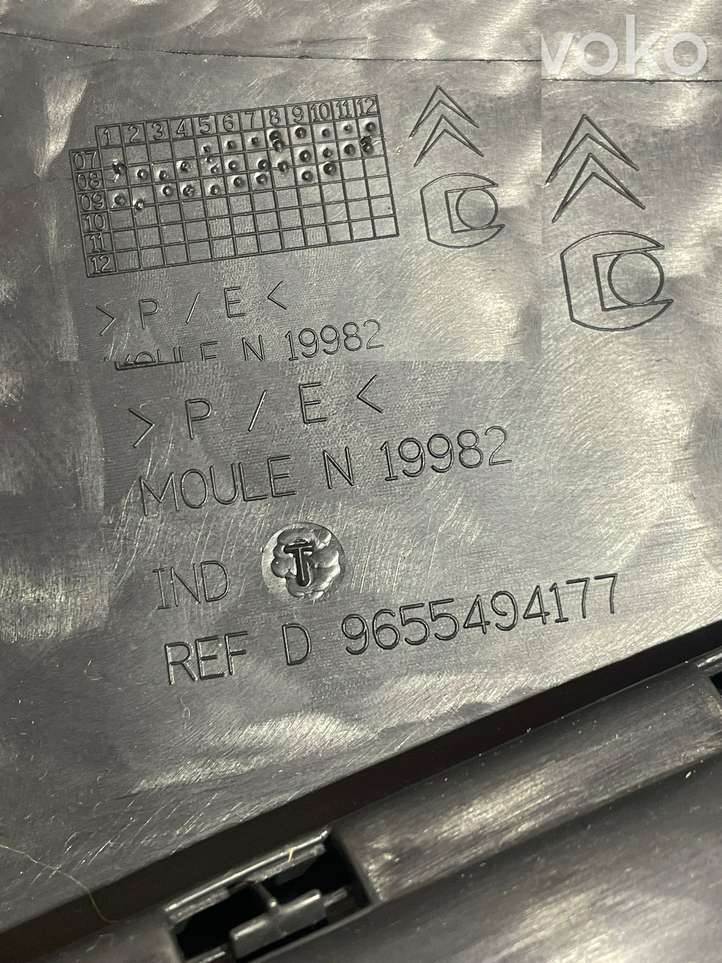 voko
1 2 3 4 5 6 7 8 9 10 11 12
07
08
09
10
11
12
> P / E <
MOULE N 19982
> P / E <
MOULE N 19982
IND T
REF D 9655494177